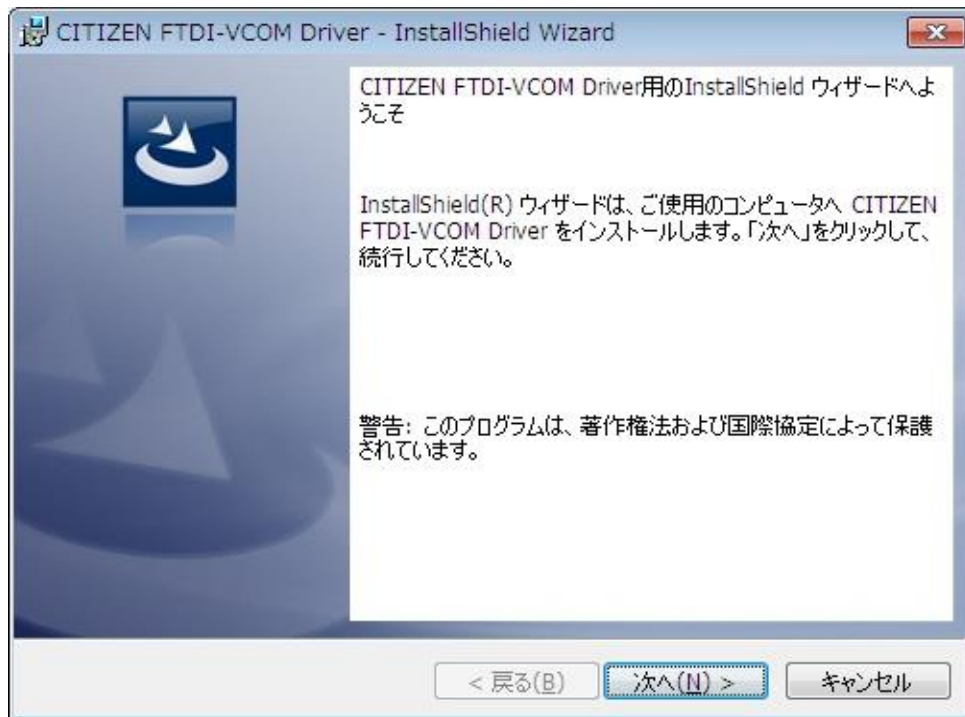 CITIZEN FTDI-VCOM Driver - InstallShield Wizard
CITIZEN FTDI-VCOM Driver用のInstallShield ウィザードへよ
うこそ
InstallShield(R) ウィザードは、ご使用のコンピュータへ CITIZEN
FTDI-VCOM Driver をインストールします。「次へ」をクリックして、
続行してください。
警告: このプログラムは、著作権法および国際協定によって保護
されています。
< 戻る(B)
次へ(N) >
キャンセル